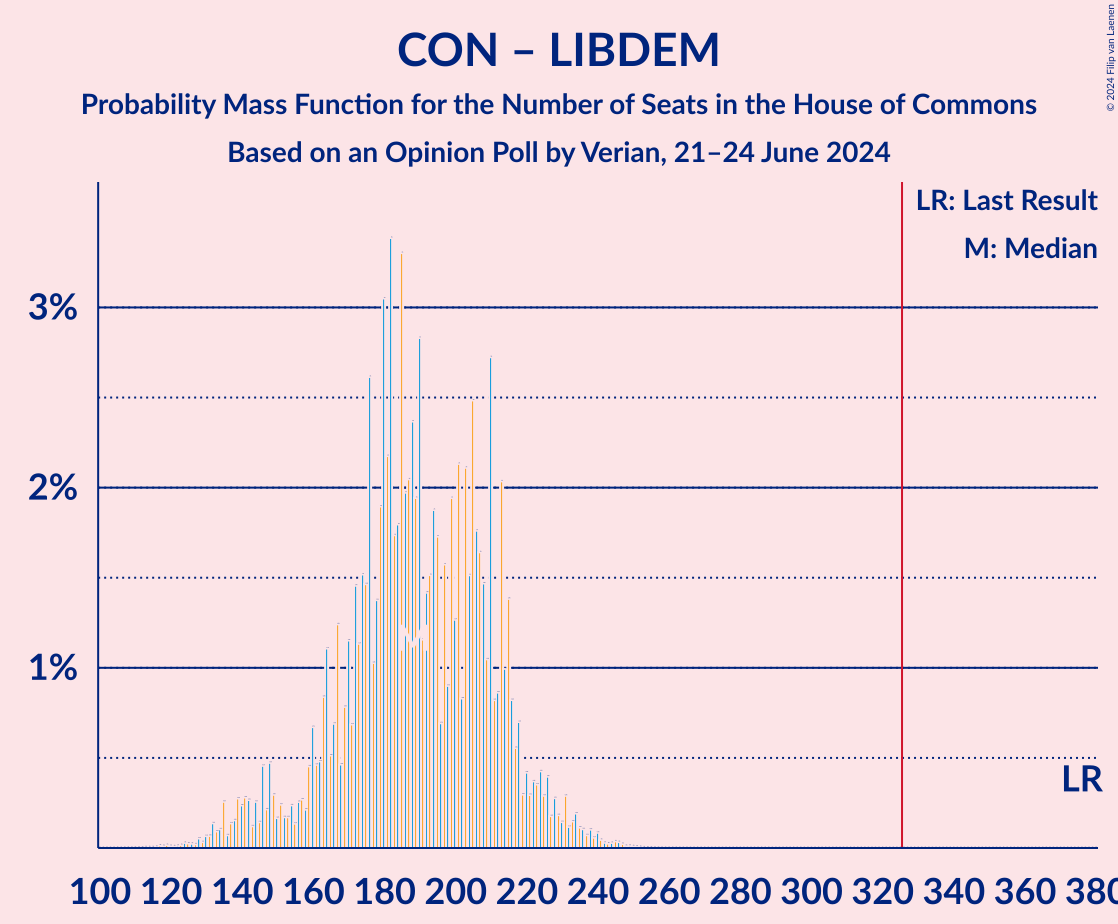 CON – LIBDEM
Probability Mass Function for the Number of Seats in the House of Commons
Based on an Opinion Poll by Verian, 21–24 June 2024
© 2024 Filip van Laenen
LR: Last Result
M: Median
3%
2%
1%
LR
100 120 140 160 180 200 220 240 260 280 300 320 340 360 380